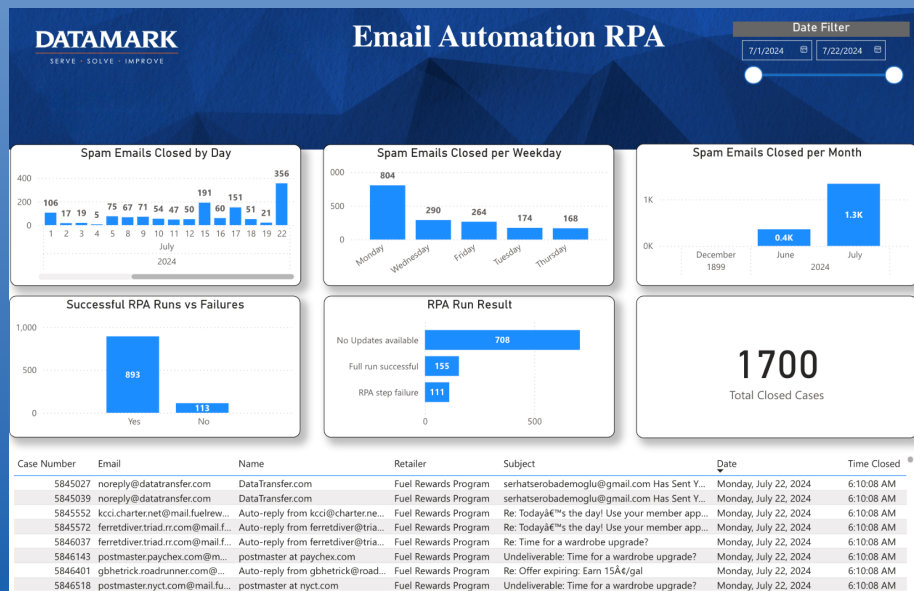 DATAMARK
SERVE · SOLVE · IMPROVE
Email Automation RPA
Date Filter
7/1/2024 7/22/2024
Spam Emails Closed by Day
400
200
0
106 17 19 5 75 67 71 54 47 50 191 60 151 51 21 356
1 2 3 4 5 8 9 10 11 12 15 16 17 18 19 22
July
2024
Spam Emails Closed per Weekday
000
500
0
804 290 264 174 168
Monday Wednesday Friday Tuesday Thursday
Spam Emails Closed per Month
1K
0K
0.4K 1.3K
December June July
1899 2024
Successful RPA Runs vs Failures
1,000
500
0
893 113
Yes No
RPA Run Result
No Updates available 708
Full run successful 155
RPA step failure 111
0 500
1700
Total Closed Cases
Case Number Email Name Retailer Subject Date Time Closed
5845027 noreply@datatransfer.com DataTransfer.com Fuel Rewards Program serhatserobademoglu@gmail.com Has Sent Y... Monday, July 22, 2024 6:10:08 AM
5845039 noreply@datatransfer.com DataTransfer.com Fuel Rewards Program serhatserobademoglu@gmail.com Has Sent Y... Monday, July 22, 2024 6:10:08 AM
5845552 kcci.charter.net@mail.fuelrew... Auto-reply from kcci@charter.ne... Fuel Rewards Program Re: Todayâ€™s the day! Use your member app... Monday, July 22, 2024 6:10:08 AM
5845572 ferretdiver.triad.rr.com@mail.f... Auto-reply from ferretdiver@tria... Fuel Rewards Program Re: Todayâ€™s the day! Use your member app... Monday, July 22, 2024 6:10:08 AM
5846037 ferretdiver.triad.rr.com@mail.f... Auto-reply from ferretdiver@tria... Fuel Rewards Program Re: Time for a wardrobe upgrade? Monday, July 22, 2024 6:10:08 AM
5846143 postmaster.paychex.com@m... postmaster at paychex.com Fuel Rewards Program Undeliverable: Time for a wardrobe upgrade? Monday, July 22, 2024 6:10:08 AM
5846401 gbhetrick.roadrunner.com@... Auto-reply from gbhetrick@road... Fuel Rewards Program Re: Offer expiring: Earn 15Â¢/gal Monday, July 22, 2024 6:10:08 AM
5846518 postmaster.nyct.com@mail.fu... postmaster at nyct.com Fuel Rewards Program Undeliverable: Time for a wardrobe upgrade? Monday, July 22, 2024 6:10:08 AM